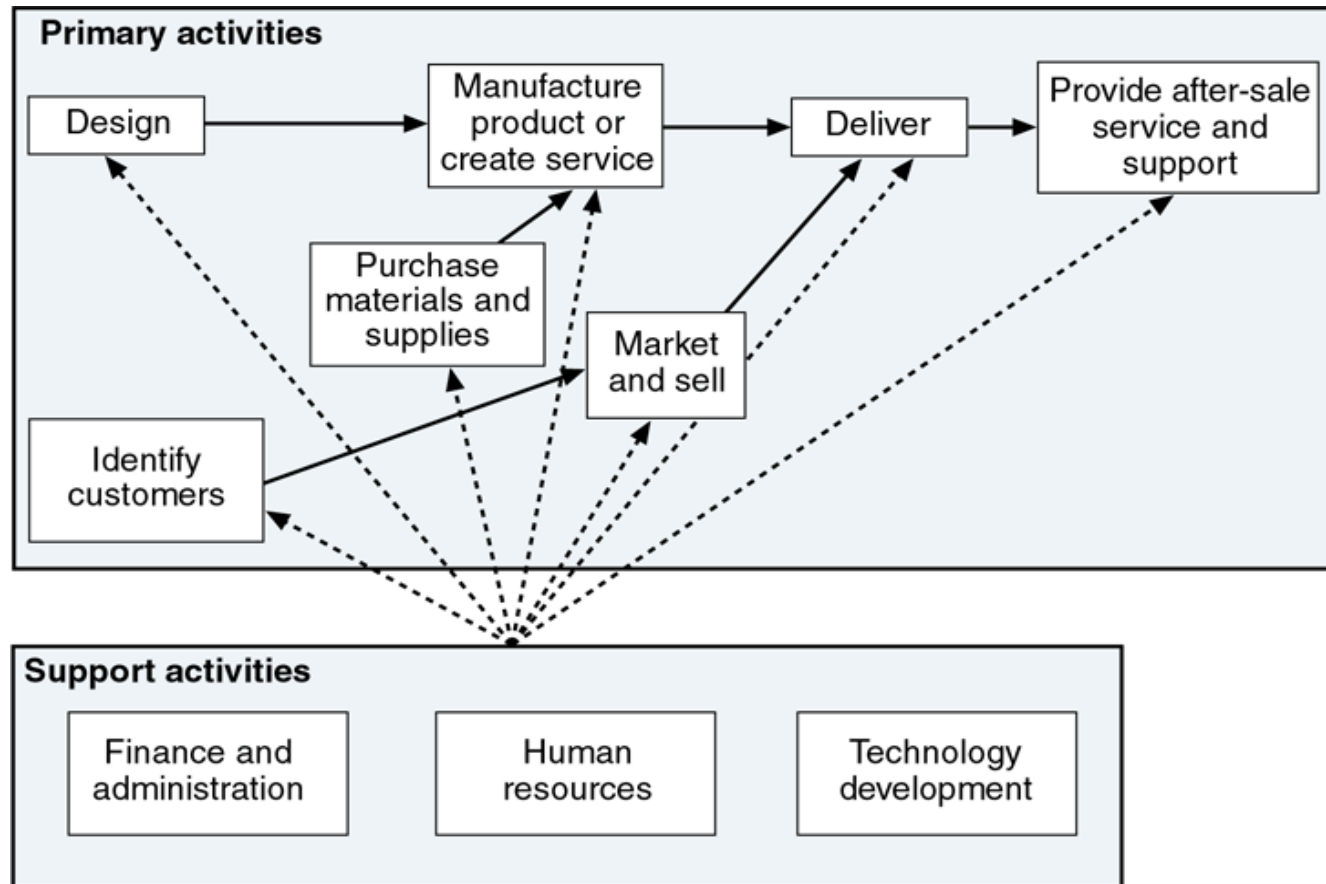 Primary activities
Design
Manufacture
product or
create service
Deliver
Provide after-sale
service and
support
Purchase
materials and
supplies
Market
and sell
Identify
customers
Support activities
Finance and
administration
Human
resources
Technology
development